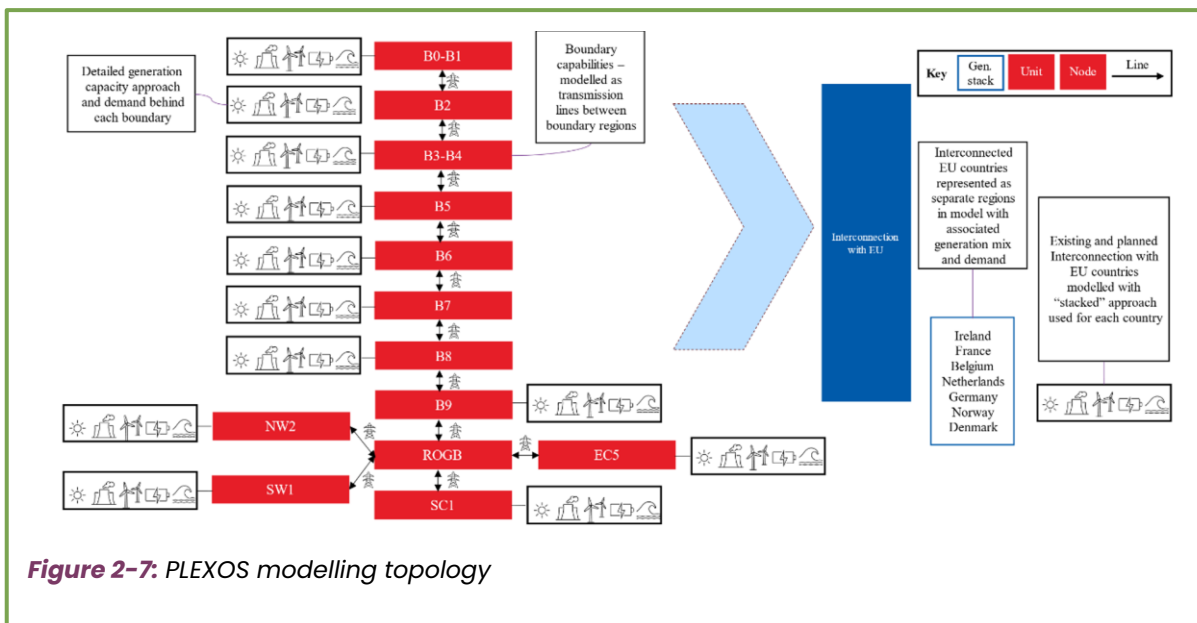 Detailed generation
capacity approach
and demand behind
each boundary
B0-B1
B2
B3-B4
B5
B6
B7
B8
B9
NW2
ROGB
EC5
SW1
SC1
Boundary
capabilities –
modelled as
transmission
lines between
boundary regions
Interconnection
with EU
Key
Gen.
stack
Unit
Node
Line
Interconnected
EU countries
represented as
separate regions
in model with
associated
generation mix
and demand
Existing and planned
Interconnection with
EU countries
modelled with
“stacked” approach
used for each country
Ireland
France
Belgium
Netherlands
Germany
Norway
Denmark
Figure 2-7: PLEXOS modelling topology